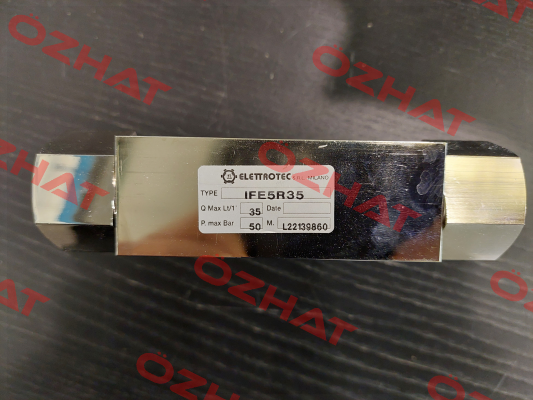 ELETTROTEC S.R.L. MILANO
TYPE IFE5R35
Q Max Lt/1' 35 Date
P. max Bar 50 M. L22139860
OZHAT
OZHAT
OZHAT
OZHAT
OZHAT
OZHAT
OZHAT
OZHAT
OZHAT